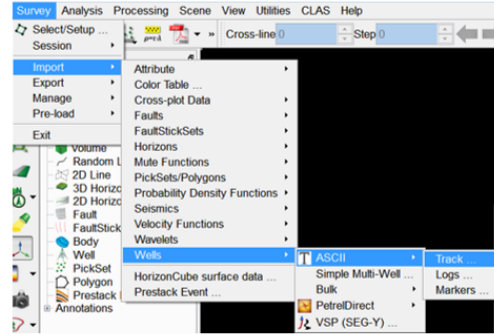 Survey Analysis Processing Scene View Utilities CLAS Help
Select/Setup ...
Session
Import
Export
Manage
Pre-load
Exit
Cross-line 0 Step 0
Attribute
Color Table ...
Cross-plot Data
Faults
FaultStickSets
Horizons
Mute Functions
PickSets/Polygons
Probability Density Functions
Seismics
Velocity Functions
Wavelets
Wells
HorizonCube surface data ...
Prestack Event ...
Volume
Random L
2D Line
3D Horizo
2D Horizo
Fault
FaultStick
Body
Well
PickSet
Polygon
Prestack
Annotations
ASCII
Simple Multi-Well ...
Bulk
PetrelDirect
VSP (SEG-Y) ...
Track ...
Logs ...
Markers ...